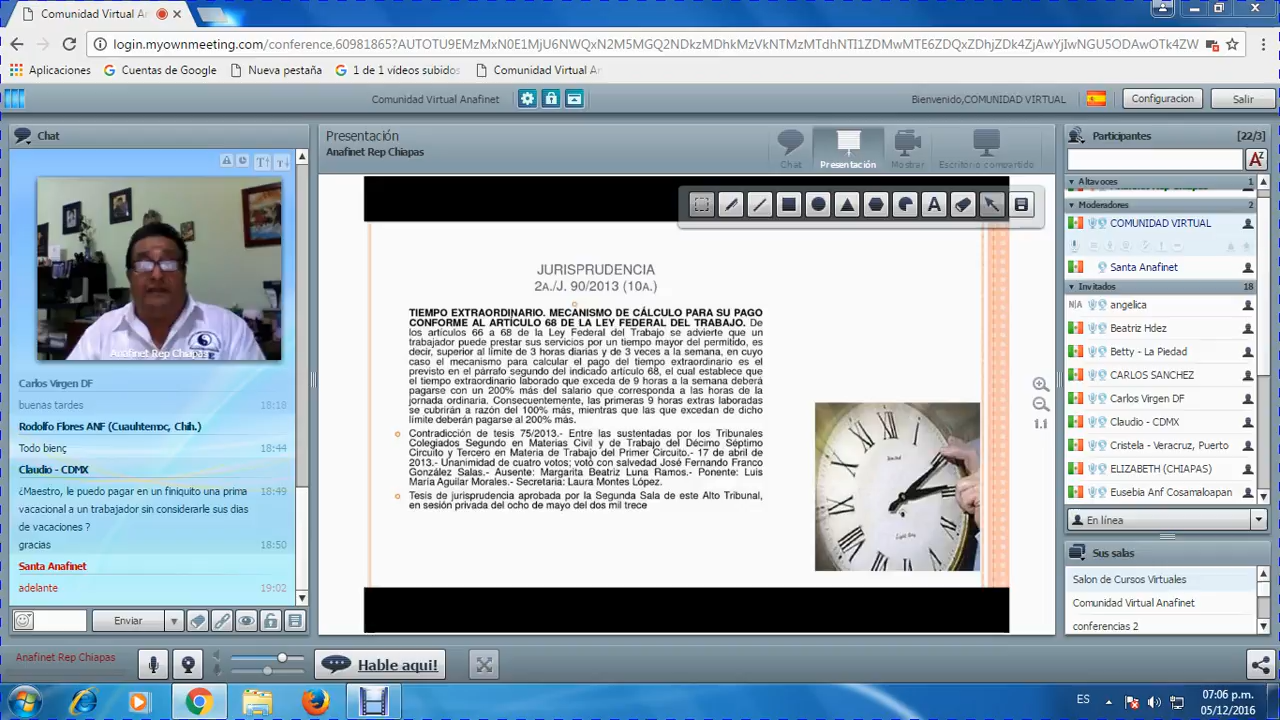 Comunidad Virtual An
login.myownmeeting.com/conference.60981865?AUTOTU9EMzMxN0E1MjU6NWQxN2M5MGQ2NDkzMDhkMzVkNTMzMTdhNTI1ZDMwMTE6ZDQxZDhjZDk4ZjAwYjIwNGU5ODAwOTk4ZW
Aplicaciones
Cuentas de Google
Nueva pestaña
1 de 1 vídeos subidos
Comunidad Virtual An
Comunidad Virtual Anafinet
Bienvenido,COMUNIDAD VIRTUAL
Configuracion
Salir
Chat
Anafinet Rep Chiapas
Carlos Virgen DF
buenas tardes 18:18
Rodolfo Flores ANF (Cuauhtemoc, Chih.)
Todo bienç 18:44
Claudio - CDMX
¿Maestro, le puedo pagar en un finiquito una prima 18:49
vacacional a un trabajador sin considerarle sus dias
de vacaciones ?
gracias 18:50
Santa Anafinet
adelante 19:02
Enviar
Presentación
Anafinet Rep Chiapas
Chat
Presentación
Mostrar
Escritorio compartido
A
JURISPRUDENCIA
2A./J. 90/2013 (10A.)
TIEMPO EXTRAORDINARIO. MECANISMO DE CÁLCULO PARA SU PAGO
CONFORME AL ARTÍCULO 68 DE LA LEY FEDERAL DEL TRABAJO. De
los artículos 66 a 68 de la Ley Federal del Trabajo se advierte que un
trabajador puede prestar sus servicios por un tiempo mayor del permitido, es
decir, superior al límite de 3 horas diarias y de 3 veces a la semana, en cuyo
caso el mecanismo para calcular el pago del tiempo extraordinario es el
previsto en el párrafo segundo del indicado artículo 68, el cual establece que
el tiempo extraordinario laborado que exceda de 9 horas a la semana deberá
pagarse con un 200% más del salario que corresponda a las horas de la
jornada ordinaria. Consecuentemente, las primeras 9 horas extras laboradas
se cubrirán a razón del 100% más, mientras que las que excedan de dicho
límite deberán pagarse al 200% más.
Contradicción de tesis 75/2013.- Entre las sustentadas por los Tribunales
Colegiados Segundo en Materias Civil y de Trabajo del Décimo Séptimo
Circuito y Tercero en Materia de Trabajo del Primer Circuito.- 17 de abril de
2013.- Unanimidad de cuatro votos; votó con salvedad José Fernando Franco
González Salas.- Ausente: Margarita Beatriz Luna Ramos.- Ponente: Luis
María Aguilar Morales.- Secretaria: Laura Montes López.
Tesis de jurisprudencia aprobada por la Segunda Sala de este Alto Tribunal,
en sesión privada del ocho de mayo del dos mil trece
1.1
Participantes [22/3]
Altavoces 1
Moderadores 2
COMUNIDAD VIRTUAL
Santa Anafinet
Invitados 18
N/A angelica
Beatriz Hdez
Betty - La Piedad
CARLOS SANCHEZ
Carlos Virgen DF
Claudio - CDMX
Cristela - Veracruz, Puerto
ELIZABETH (CHIAPAS)
Eusebia Anf Cosamaloapan
En línea
Sus salas
Salon de Cursos Virtuales
Comunidad Virtual Anafinet
conferencias 2
Anafinet Rep Chiapas
Hable aqui!
ES
07:06 p.m.
05/12/2016